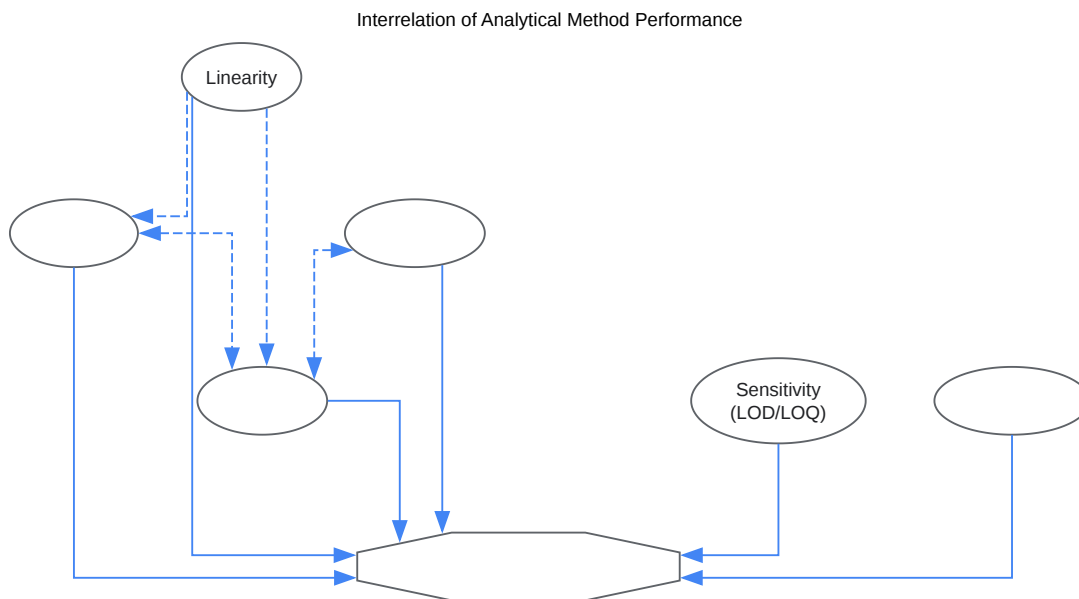 Interrelation of Analytical Method Performance
Linearity
Sensitivity
(LOD/LOQ)